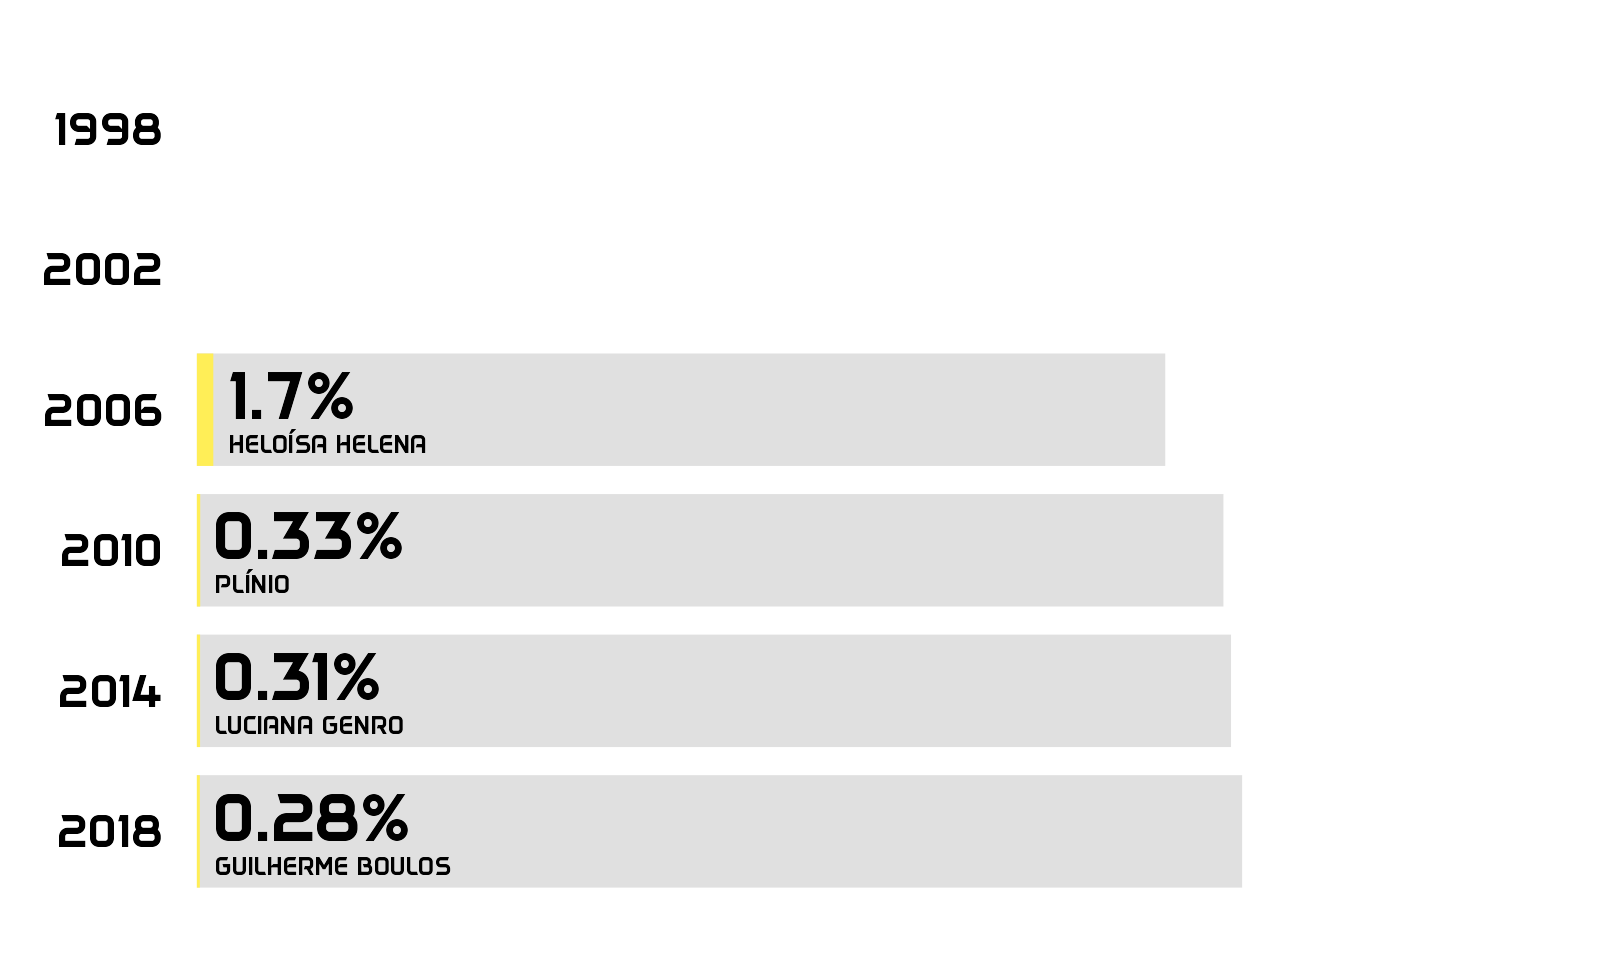 1998
2002
2006
1.7%
HELOÍSA HELENA
2010
0.33%
PLÍNIO
2014
0.31%
LUCIANA GENRO
2018
0.28%
GUILHERME BOULOS